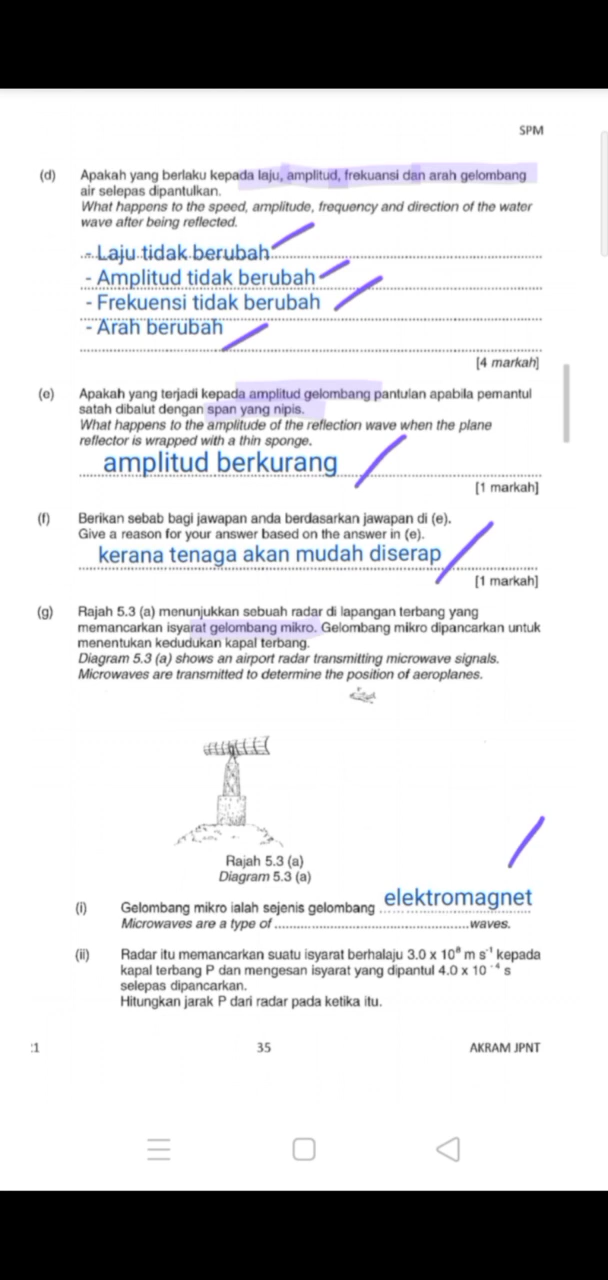 SPM
(d) Apakah yang berlaku kepada laju, amplitud, frekuansi dan arah gelombang
air selepas dipantulkan.
What happens to the speed, amplitude, frequency and direction of the water
wave after being reflected.
- Laju tidak berubah
- Amplitud tidak berubah
- Frekuensi tidak berubah
- Arah berubah
[4 markah]
(e) Apakah yang terjadi kepada amplitud gelombang pantulan apabila pemantul
satah dibalut dengan span yang nipis.
What happens to the amplitude of the reflection wave when the plane
reflector is wrapped with a thin sponge.
amplitud berkurang
[1 markah]
(f) Berikan sebab bagi jawapan anda berdasarkan jawapan di (e).
Give a reason for your answer based on the answer in (e).
kerana tenaga akan mudah diserap
[1 markah]
(g) Rajah 5.3 (a) menunjukkan sebuah radar di lapangan terbang yang
memancarkan isyarat gelombang mikro. Gelombang mikro dipancarkan untuk
menentukan kedudukan kapal terbang.
Diagram 5.3 (a) shows an airport radar transmitting microwave signals.
Microwaves are transmitted to determine the position of aeroplanes.
Rajah 5.3 (a)
Diagram 5.3 (a)
(i) Gelombang mikro ialah sejenis gelombang elektromagnet
Microwaves are a type of ........ waves.
(ii) Radar itu memancarkan suatu isyarat berhalaju 3.0 x 10⁸ m s⁻¹ kepada
kapal terbang P dan mengesan isyarat yang dipantul 4.0 x 10⁻⁴ s
selepas dipancarkan.
Hitungkan jarak P dari radar pada ketika itu.
:1 35 AKRAM JPNT